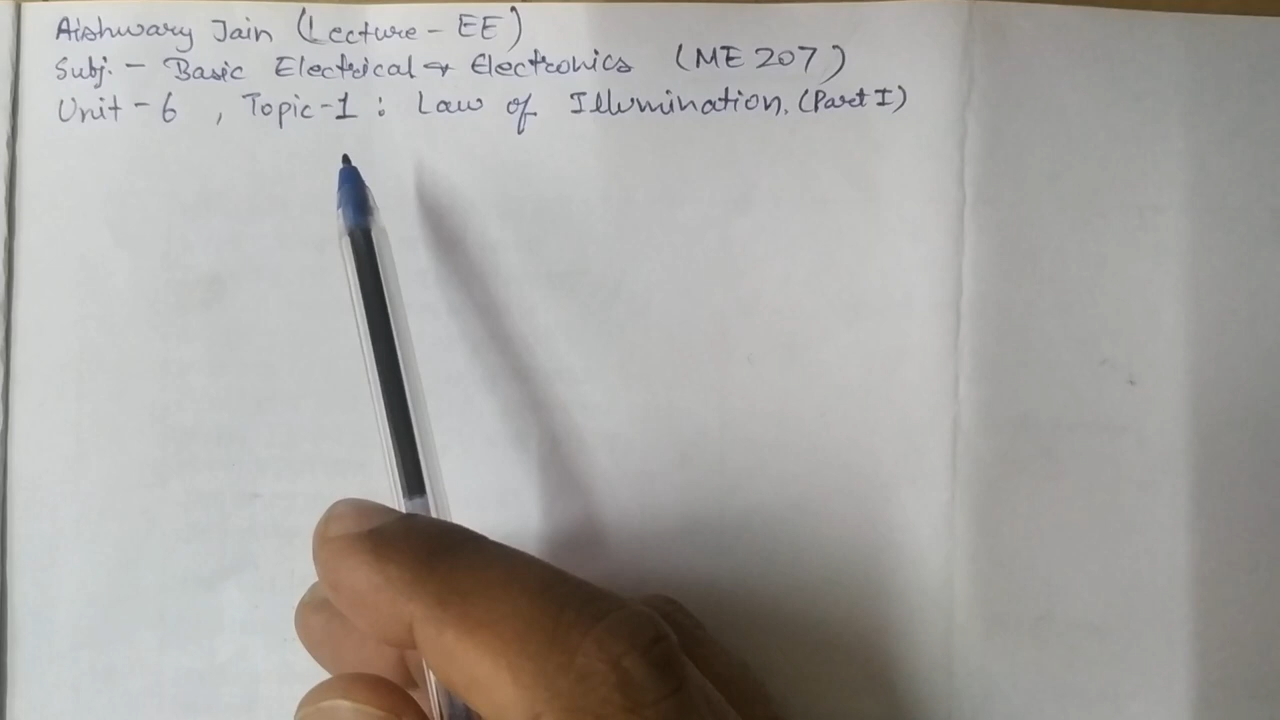 Aishwary Jain (Lecture - EE)
Subj. - Basic Electrical & Electronics (ME 207)
Unit - 6 , Topic - 1 : Law of Illumination. (Part I)